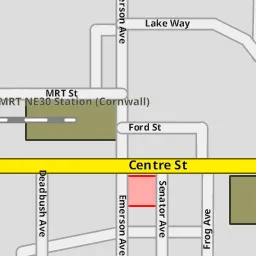 erson Ave
Lake Way
MRT St
MRT NE30 Station (Cornwall)
Ford St
Centre St
Deadbush Ave
Emerson Ave
Senator Ave
Frog Ave